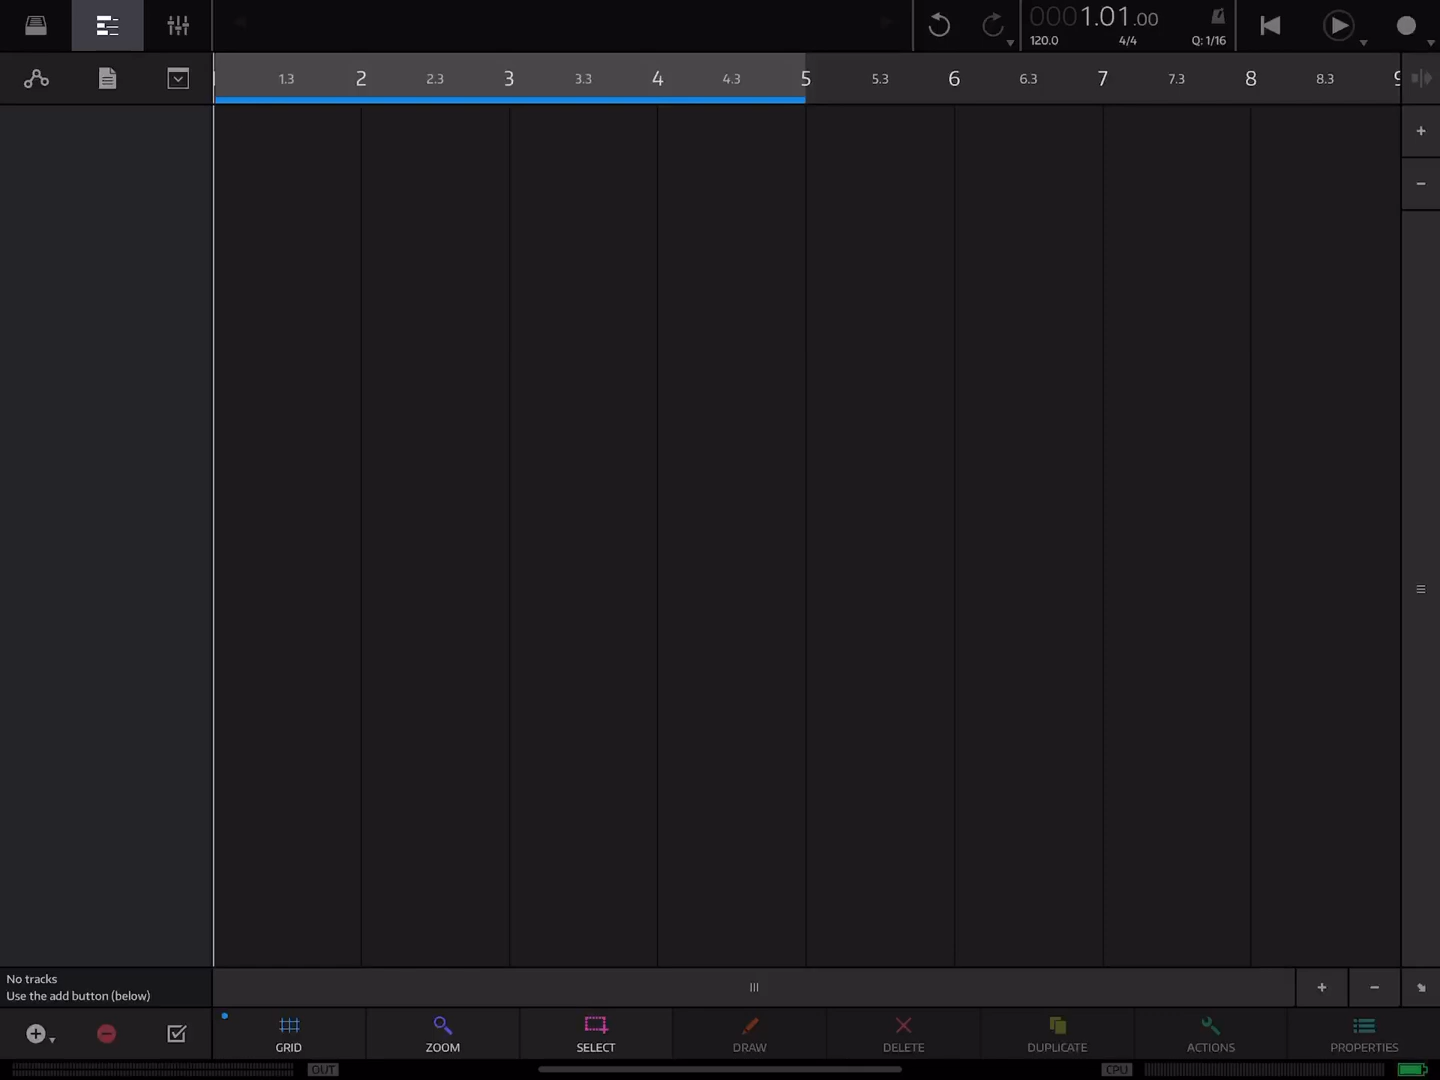 0001.01.00
120.0 4/4 Q: 1/16
1.3 2 2.3 3 3.3 4 4.3 5 5.3 6 6.3 7 7.3 8 8.3
No tracks
Use the add button (below)
GRID ZOOM SELECT DRAW DELETE DUPLICATE ACTIONS PROPERTIES
OUT CPU